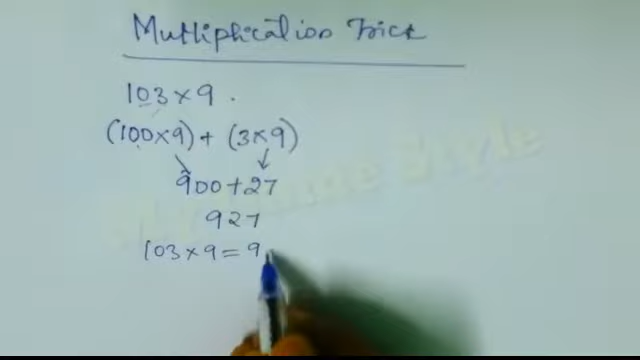 Multiplication Trick
103 × 9 .
(100 × 9) + (3 × 9)
900 + 27
927
103 × 9 = 9